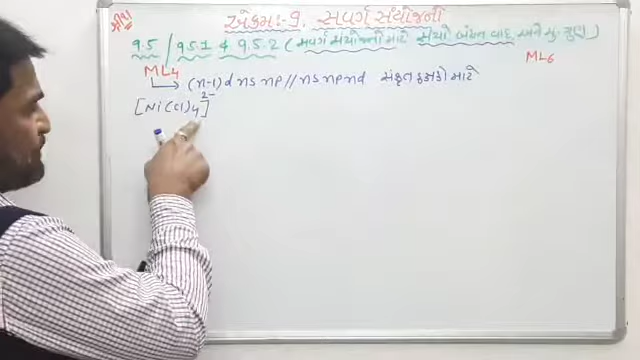 એકમ:- 9. સવર્ગ સંયોજનો
9.5 / 9.5.1 & 9.5.2 ( સવર્ગ સંયોજનો માટે સંયોજકતા બંધન વાદ અને ચુ. ગુણ )
ML4 ML6
(n-1)d ns np // ns np nd સંકૃત કક્ષકો માટે
[Ni(Cl)4]2-